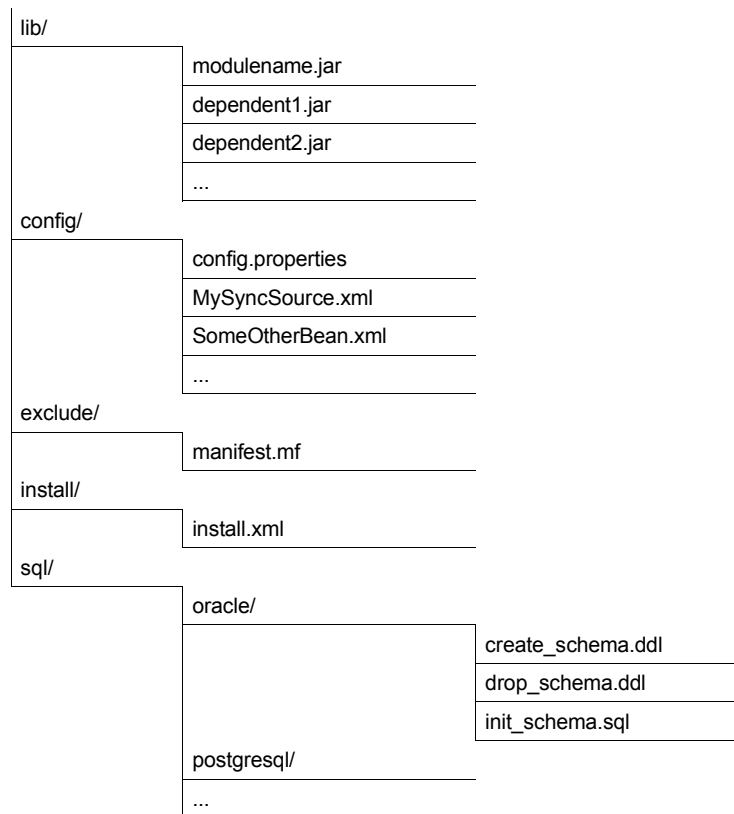 lib/
modulename.jar
dependent1.jar
dependent2.jar
...
config/
config.properties
MySyncSource.xml
SomeOtherBean.xml
...
exclude/
manifest.mf
install/
install.xml
sql/
oracle/
create_schema.ddl
drop_schema.ddl
init_schema.sql
postgresql/
...